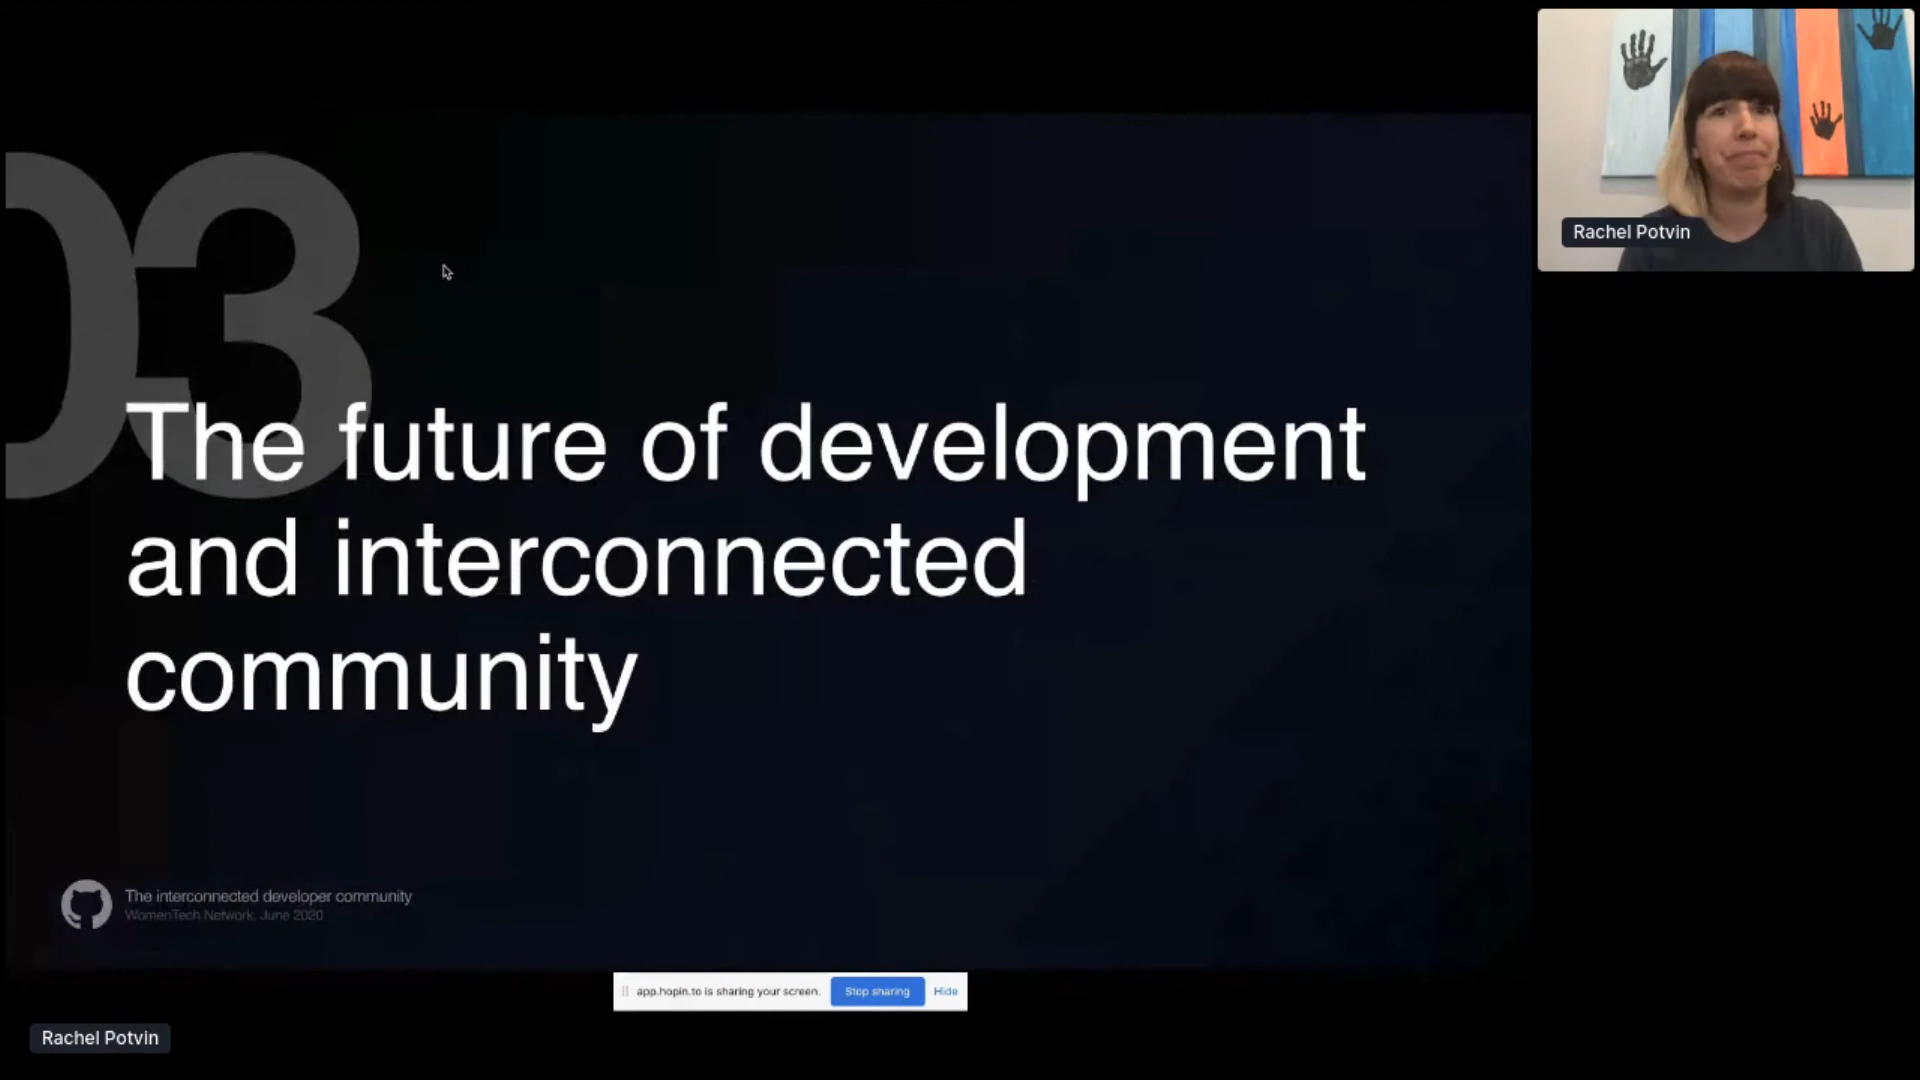 03
The future of development
and interconnected
community
The interconnected developer community
WomenTech Network, June 2020
app.hopin.to is sharing your screen.
Stop sharing
Hide
Rachel Potvin
Rachel Potvin